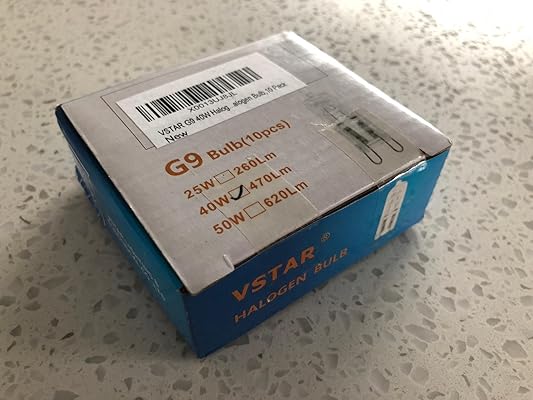 X0013UJ8JL
VSTAR G9 40W Halog...alogen Bulb,10 Pack
New
G9 Bulb(10pcs)
25W 260Lm
40W 470Lm
50W 620Lm
VSTAR ®
HALOGEN BULB